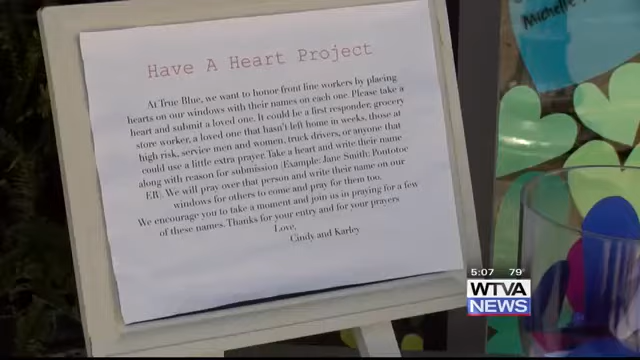 Have A Heart Project
At True Blue, we want to honor front line workers by placing
hearts on our windows with their names on each one. Please take a
heart and submit a loved one. It could be a first responder, grocery
store worker, a loved one that hasn't left home in weeks, those at
high risk, service men and women, truck drivers, or anyone that
could use a little extra prayer. Take a heart and write their name
along with reason for submission (Example: Jane Smith; Pontotoc
ER). We will pray over that person and write their name on our
windows for others to come and pray for them too.
We encourage you to take a moment and join us in praying for a few
of these names. Thanks for your entry and for your prayers
Love,
Cindy and Karley
Michelle
5:07 79
WTVA
NEWS